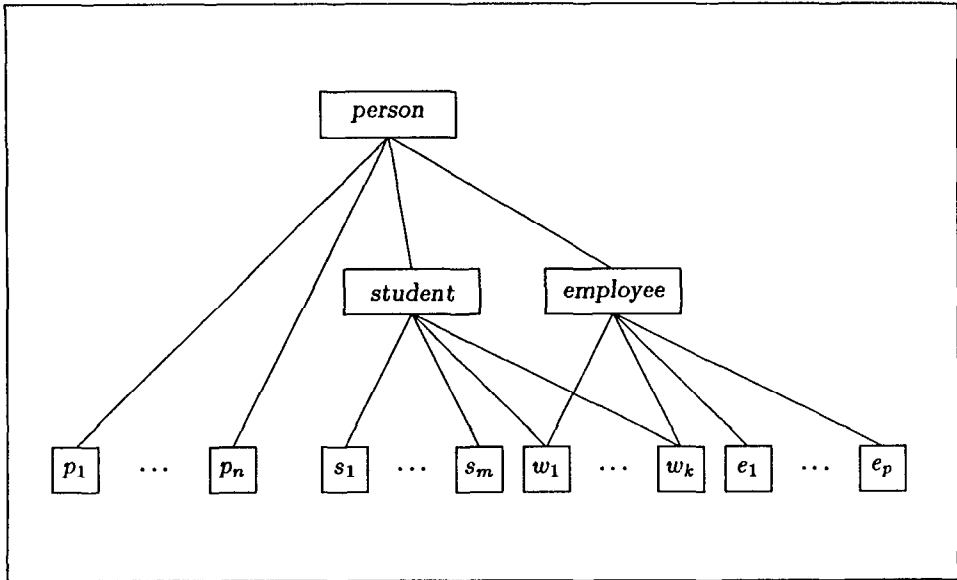 person
student employee
p₁ ... pₙ s₁ ... sₘ w₁ ... wₖ e₁ ... eₚ